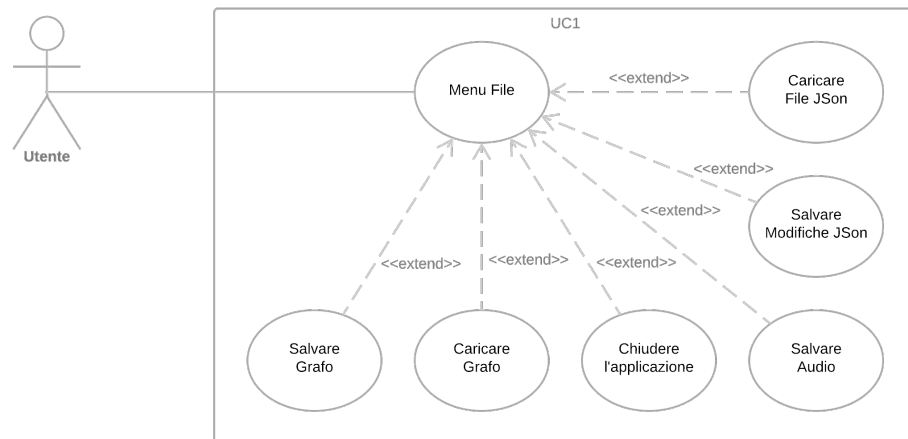 UC1
Menu File
<<extend>>
Caricare
File JSon
Utente
<<extend>>
Salvare
Modifiche JSon
<<extend>>
<<extend>>
<<extend>>
<<extend>>
Salvare
Grafo
Caricare
Grafo
Chiudere
l'applicazione
Salvare
Audio